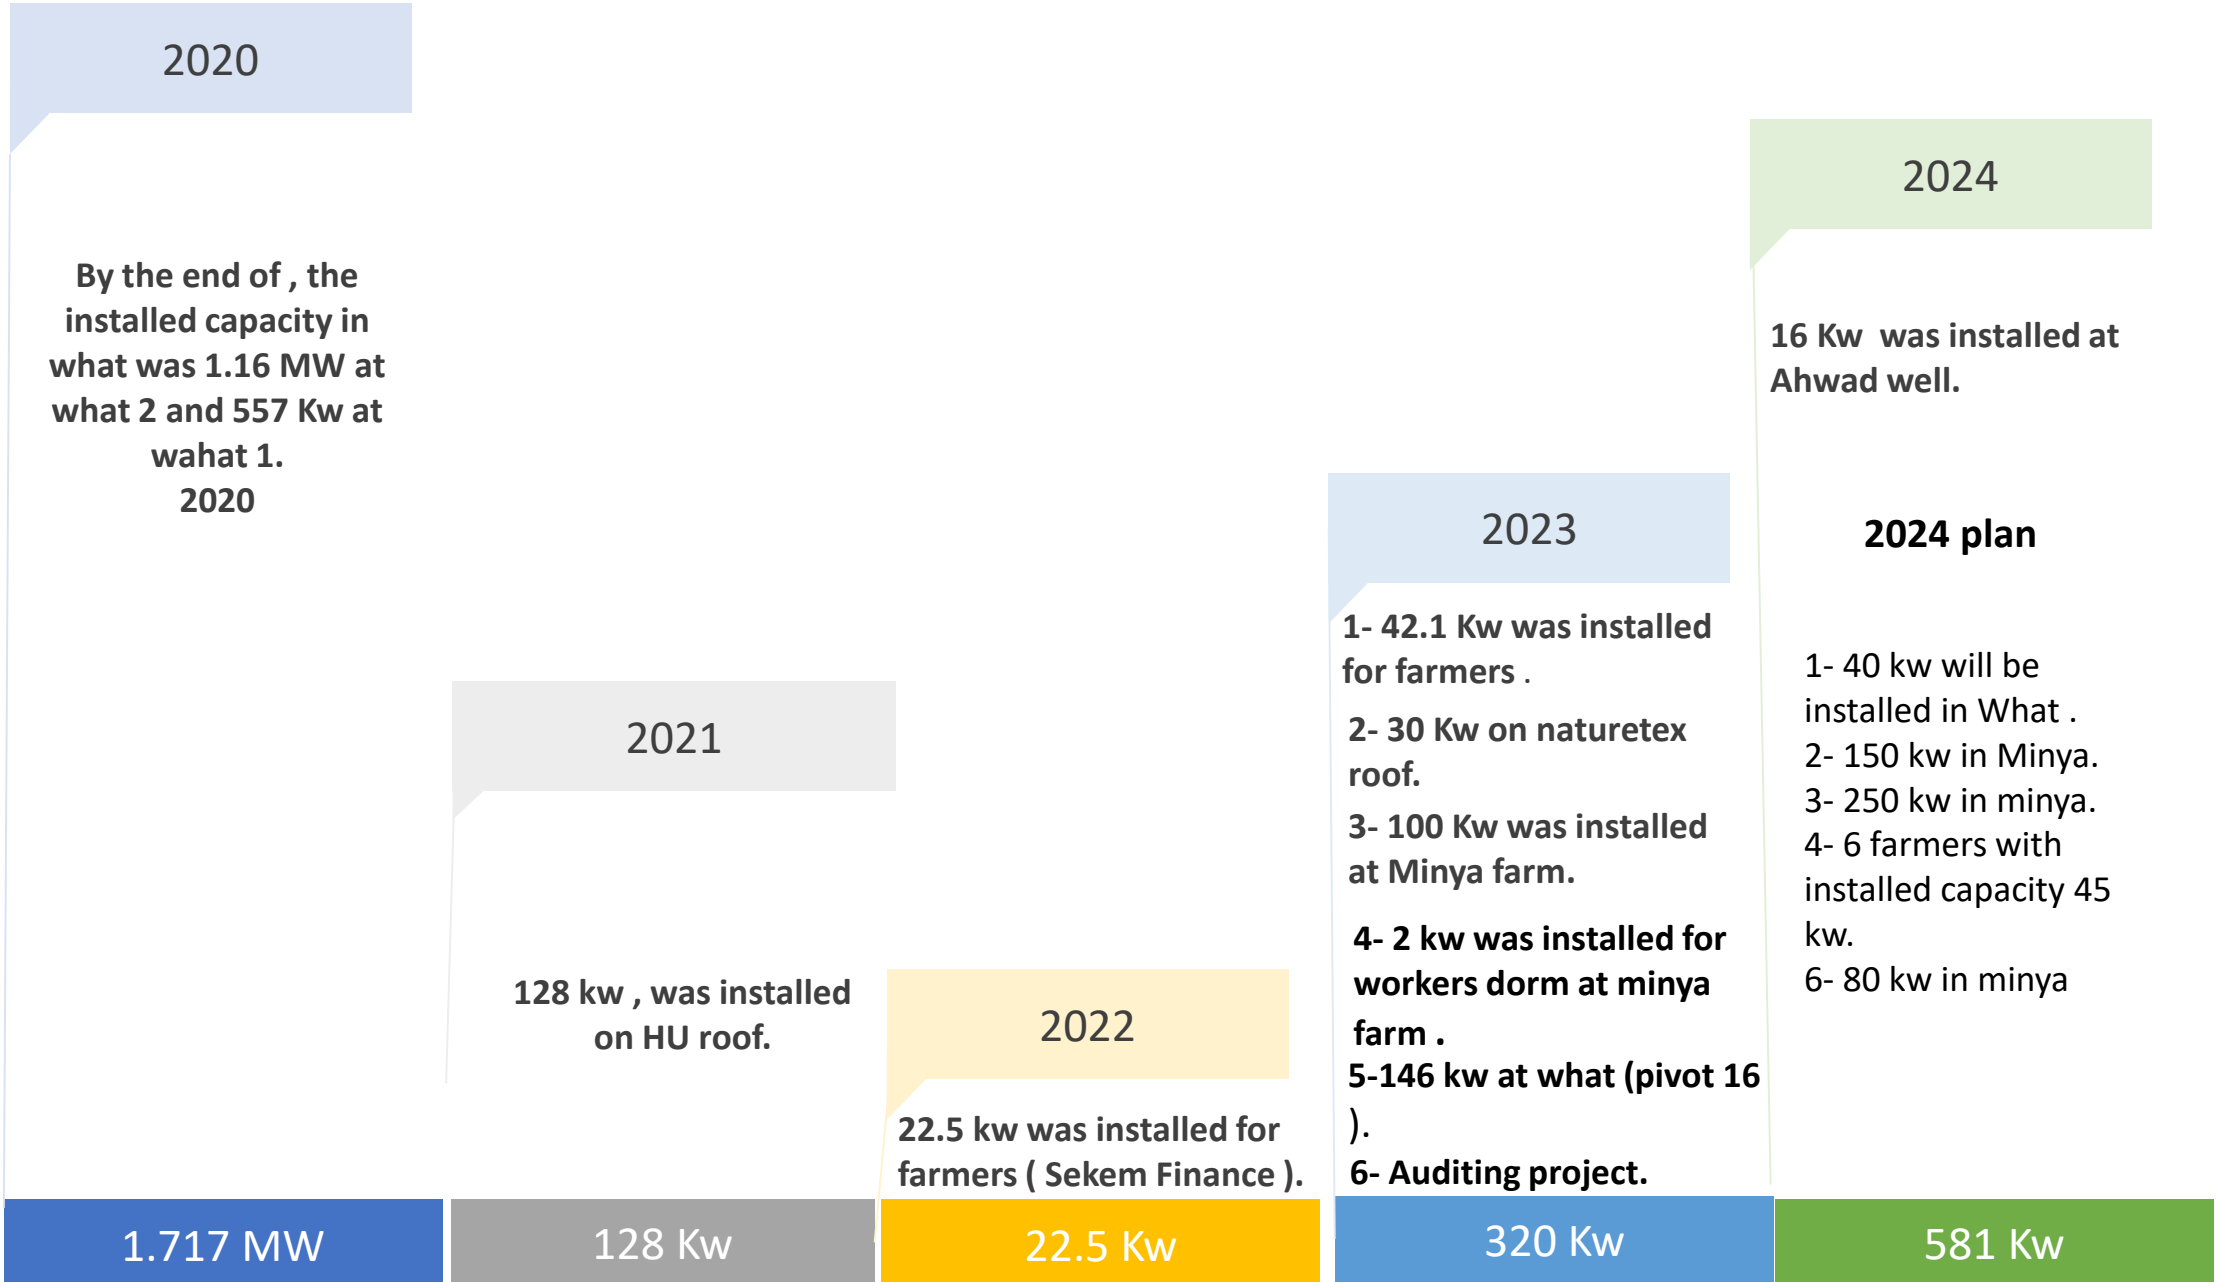 2020
By the end of , the
installed capacity in
what was 1.16 MW at
what 2 and 557 Kw at
wahat 1.
2020
1.717 MW
2021
128 kw , was installed
on HU roof.
128 Kw
2022
22.5 kw was installed for
farmers ( Sekem Finance ).
22.5 Kw
2023
1- 42.1 Kw was installed
for farmers .
2- 30 Kw on naturetex
roof.
3- 100 Kw was installed
at Minya farm.
4- 2 kw was installed for
workers dorm at minya
farm .
5-146 kw at what (pivot 16
).
6- Auditing project.
320 Kw
2024
16 Kw  was installed at
Ahwad well.
2024 plan
1- 40 kw will be
installed in What .
2- 150 kw in Minya.
3- 250 kw in minya.
4- 6 farmers with
installed capacity 45
kw.
6- 80 kw in minya
581 Kw